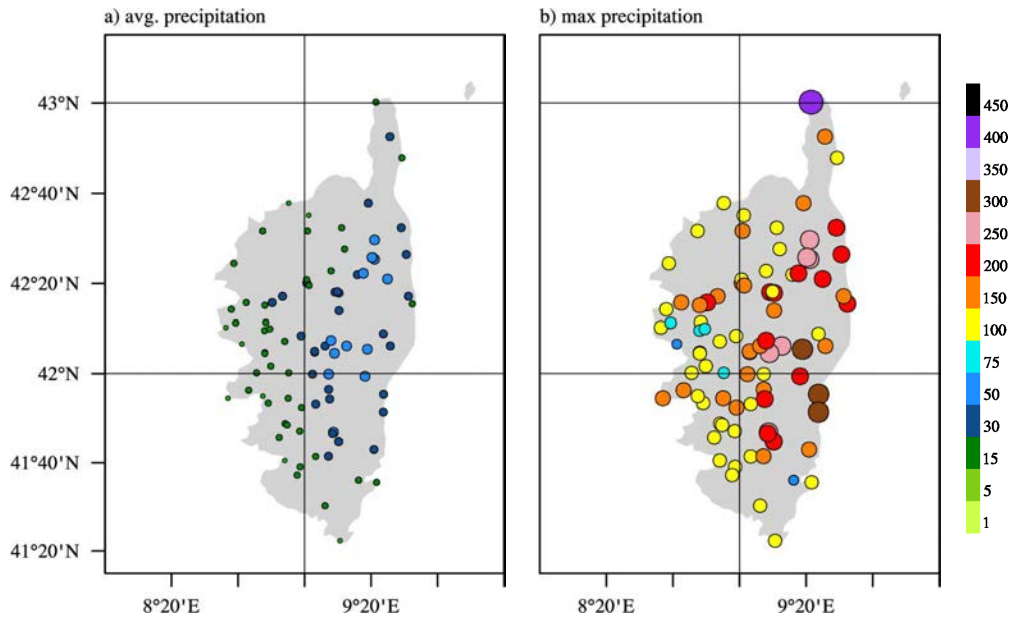 a) avg. precipitation
b) max precipitation
43°N
42°40'N
42°20'N
42°N
41°40'N
41°20'N
8°20'E
9°20'E
8°20'E
9°20'E
450
400
350
300
250
200
150
100
75
50
30
15
5
1